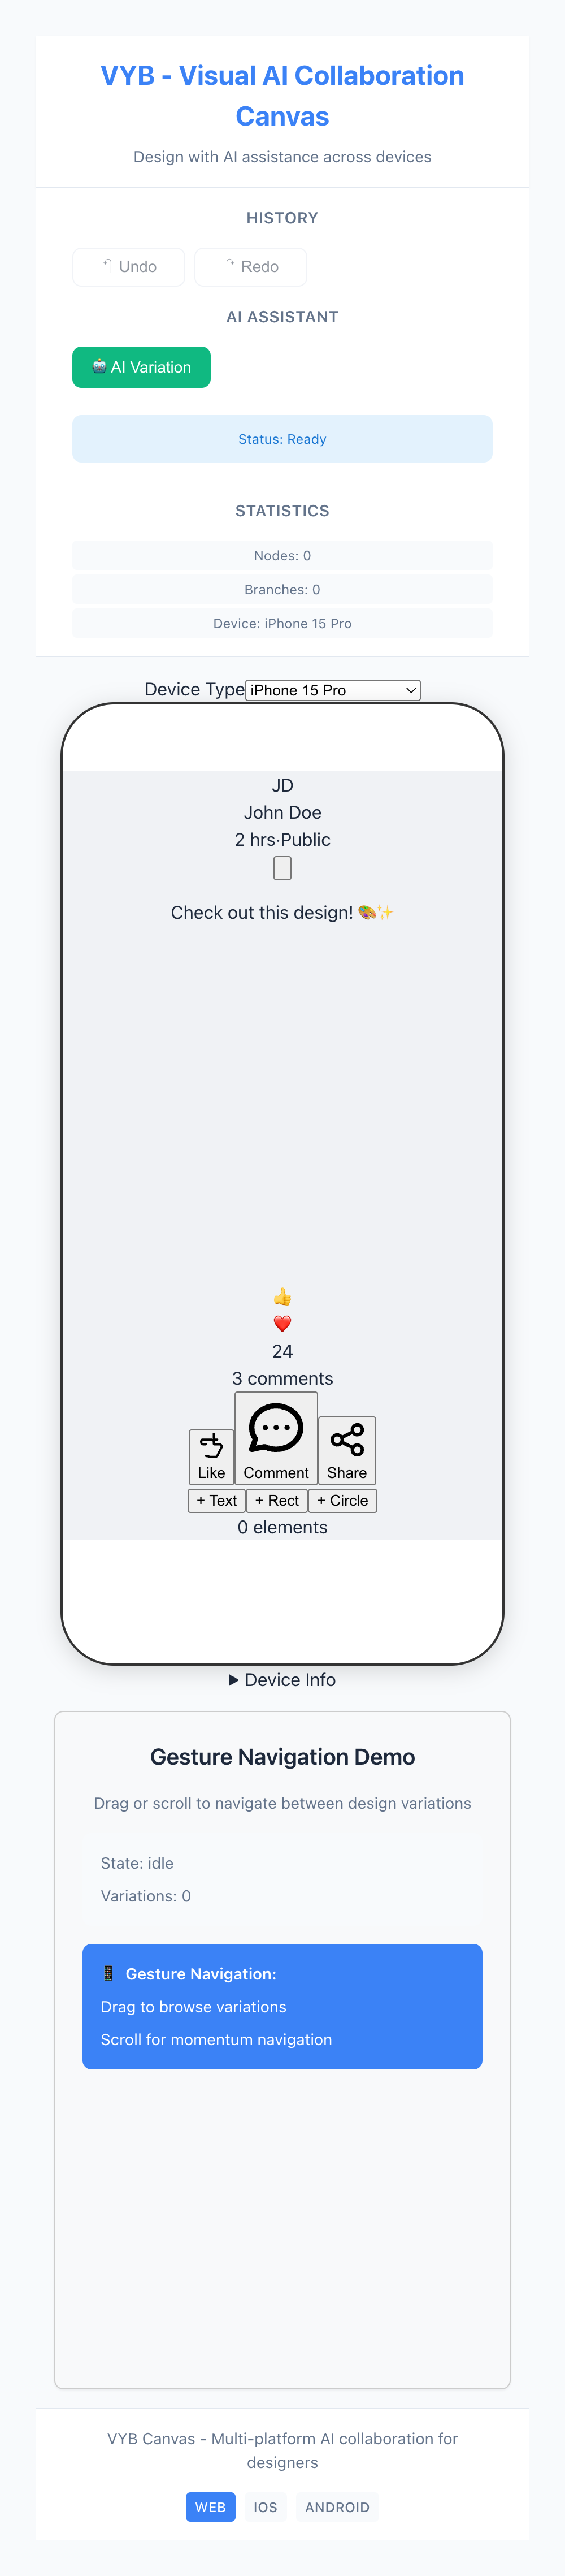 VYB - Visual AI Collaboration
Canvas
Design with AI assistance across devices
HISTORY
Undo
Redo
AI ASSISTANT
🤖 AI Variation
Status: Ready
STATISTICS
Nodes: 0
Branches: 0
Device: iPhone 15 Pro
Device Type iPhone 15 Pro
JD
John Doe
2 hrs·Public
Check out this design! 🎨✨
👍
❤️
24
3 comments
Like Comment Share
+ Text + Rect + Circle
0 elements
▶ Device Info
Gesture Navigation Demo
Drag or scroll to navigate between design variations
State: idle
Variations: 0
📱 Gesture Navigation:
Drag to browse variations
Scroll for momentum navigation
VYB Canvas - Multi-platform AI collaboration for
designers
WEB IOS ANDROID